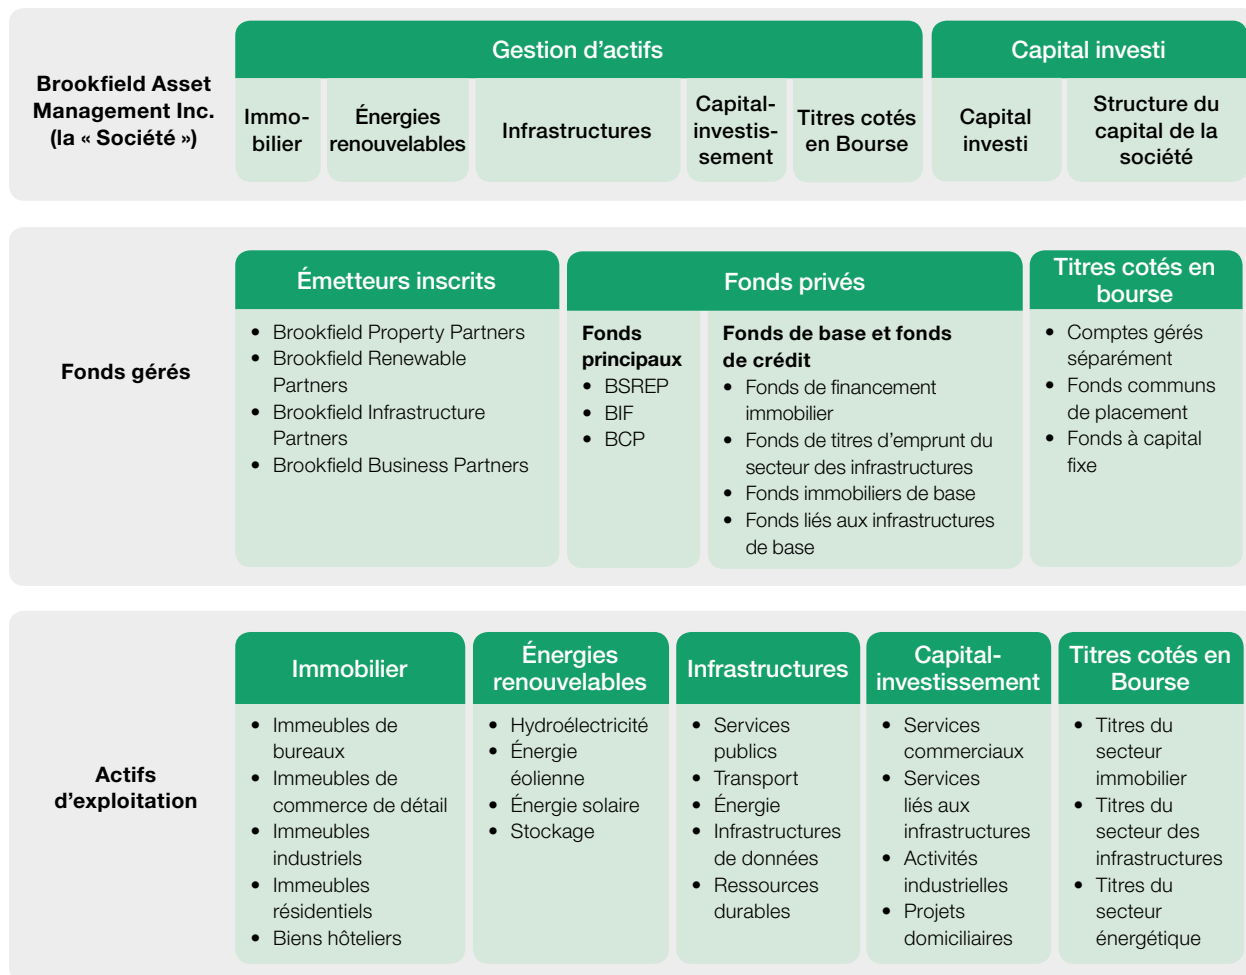 Brookfield Asset
Management Inc.
(la « Société »)
Gestion d'actifs
Immo-
bilier
Énergies
renouvelables
Infrastructures
Capital-
investis-
sement
Titres cotés
en Bourse
Capital investi
Capital
investi
Structure du
capital de la
société
Fonds gérés
Émetteurs inscrits
• Brookfield Property Partners
• Brookfield Renewable
Partners
• Brookfield Infrastructure
Partners
• Brookfield Business Partners
Fonds privés
Fonds
principaux
• BSREP
• BIF
• BCP
Fonds de base et fonds
de crédit
• Fonds de financement
immobilier
• Fonds de titres d'emprunt du
secteur des infrastructures
• Fonds immobiliers de base
• Fonds liés aux infrastructures
de base
Titres cotés en
bourse
• Comptes gérés
séparément
• Fonds communs
de placement
• Fonds à capital
fixe
Actifs
d'exploitation
Immobilier
• Immeubles de
bureaux
• Immeubles de
commerce de détail
• Immeubles
industriels
• Immeubles
résidentiels
• Biens hôteliers
Énergies
renouvelables
• Hydroélectricité
• Énergie
éolienne
• Énergie solaire
• Stockage
Infrastructures
• Services
publics
• Transport
• Énergie
• Infrastructures
de données
• Ressources
durables
Capital-
investissement
• Services
commerciaux
• Services
liés aux
infrastructures
• Activités
industrielles
• Projets
domiciliaires
Titres cotés en
Bourse
• Titres du
secteur
immobilier
• Titres du
secteur des
infrastructures
• Titres du
secteur
énergétique